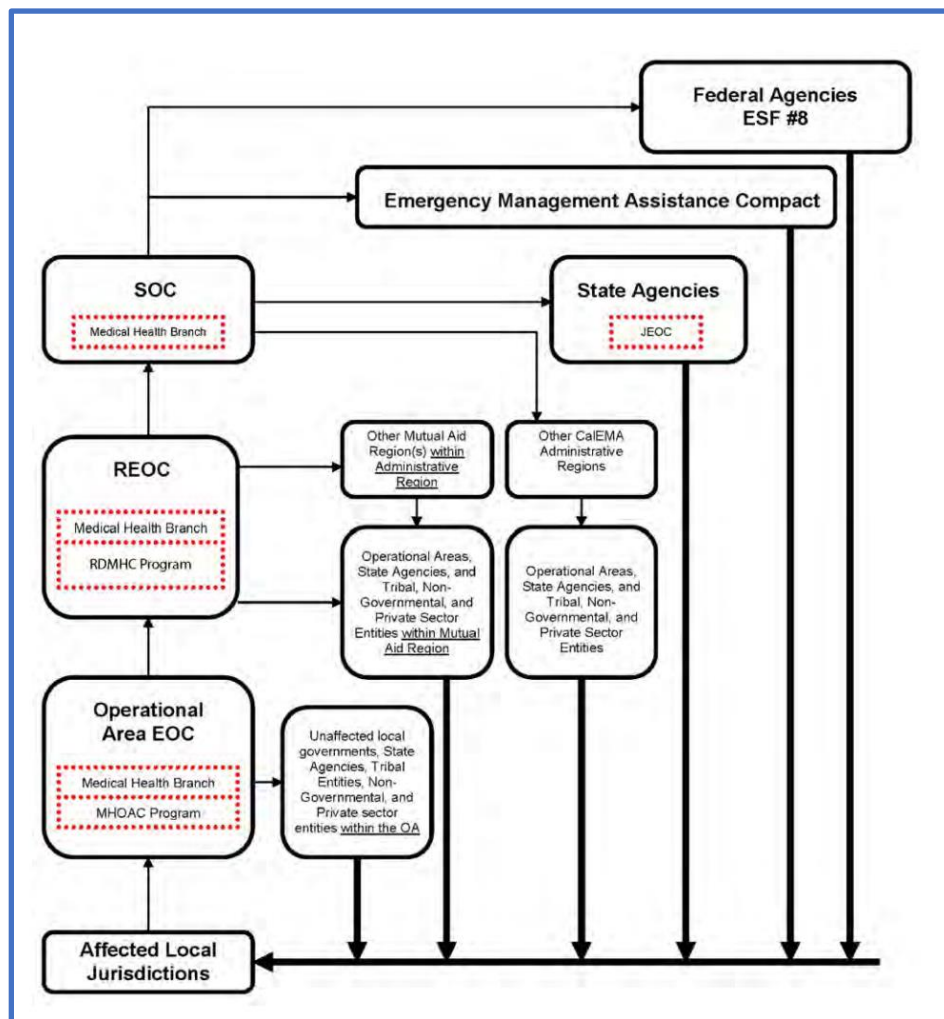 Federal Agencies
ESF #8
Emergency Management Assistance Compact
SOC
Medical Health Branch
State Agencies
JEOC
REOC
Medical Health Branch
RDMHC Program
Other Mutual Aid
Region(s) within
Administrative
Region
Other CalEMA
Administrative
Regions
Operational Areas,
State Agencies, and
Tribal, Non-
Governmental, and
Private Sector
Entities within Mutual
Aid Region
Operational Areas,
State Agencies, and
Tribal, Non-
Governmental, and
Private Sector
Entities
Operational
Area EOC
Medical Health Branch
MHOAC Program
Unaffected local
governments, State
Agencies, Tribal
Entities, Non-
Governmental, and
Private sector
entities within the OA
Affected Local
Jurisdictions